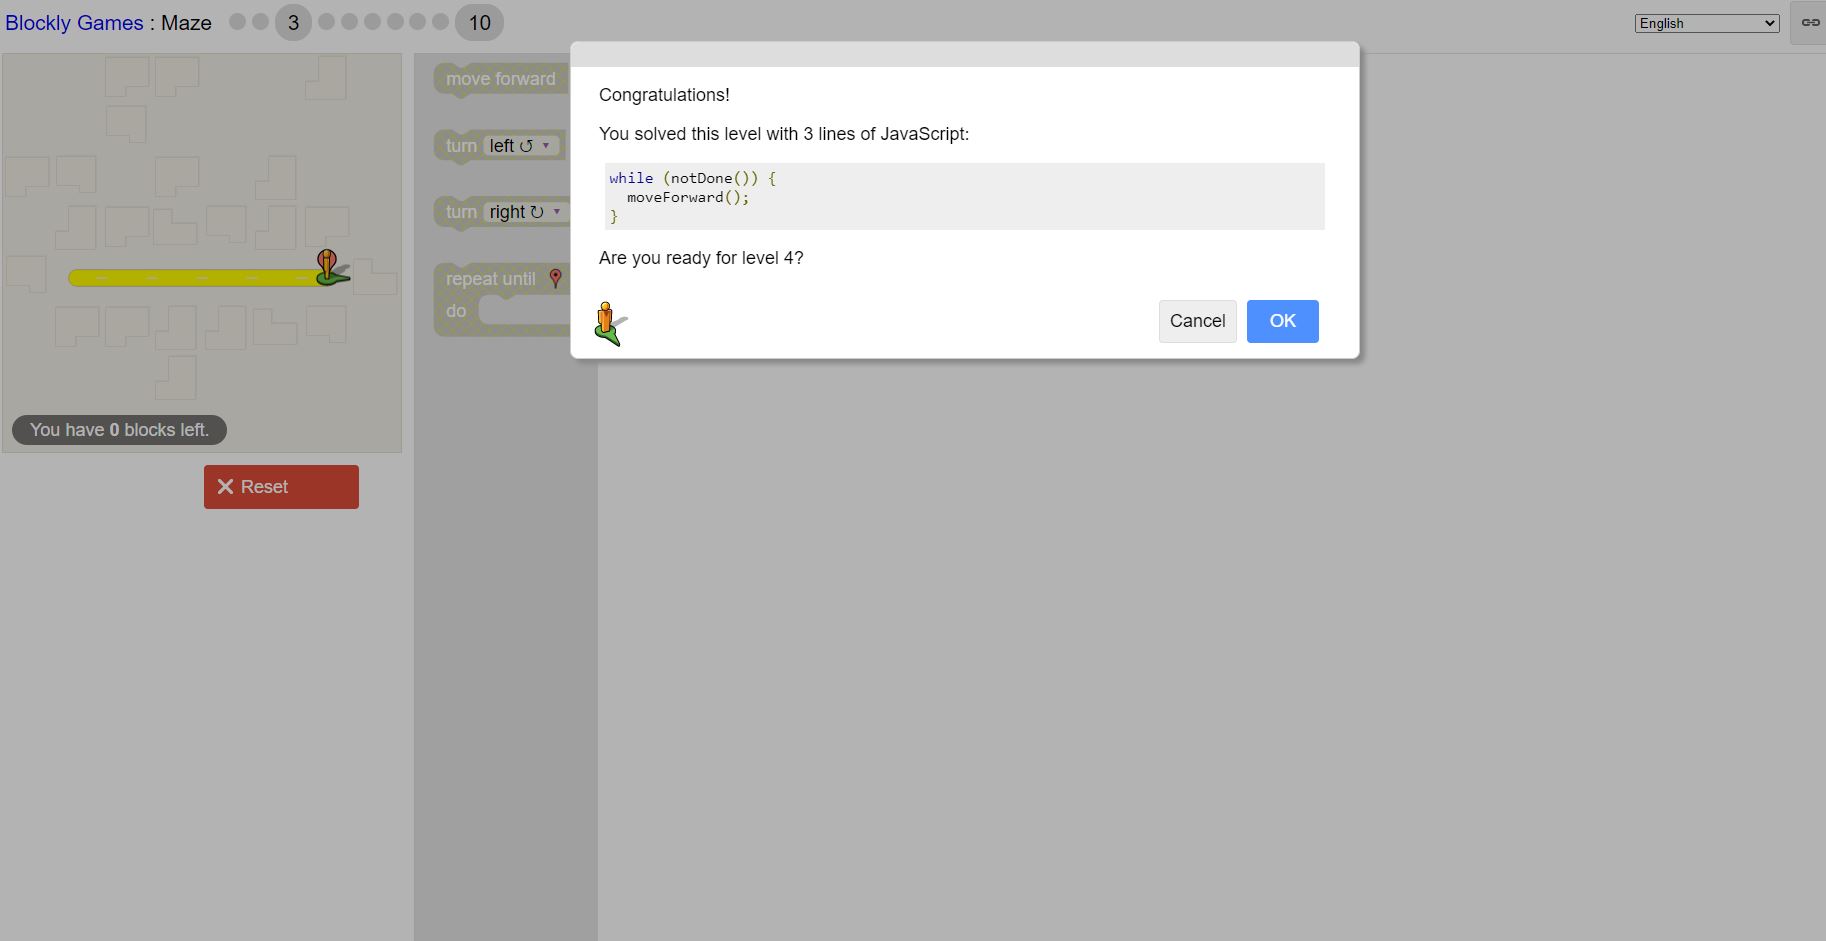 Blockly Games : Maze 3 10
English
move forward
turn left ↺ ▾
turn right ↻ ▾
repeat until
do
You have 0 blocks left.
Reset
Congratulations!
You solved this level with 3 lines of JavaScript:
while (notDone()) {
  moveForward();
}
Are you ready for level 4?
Cancel OK